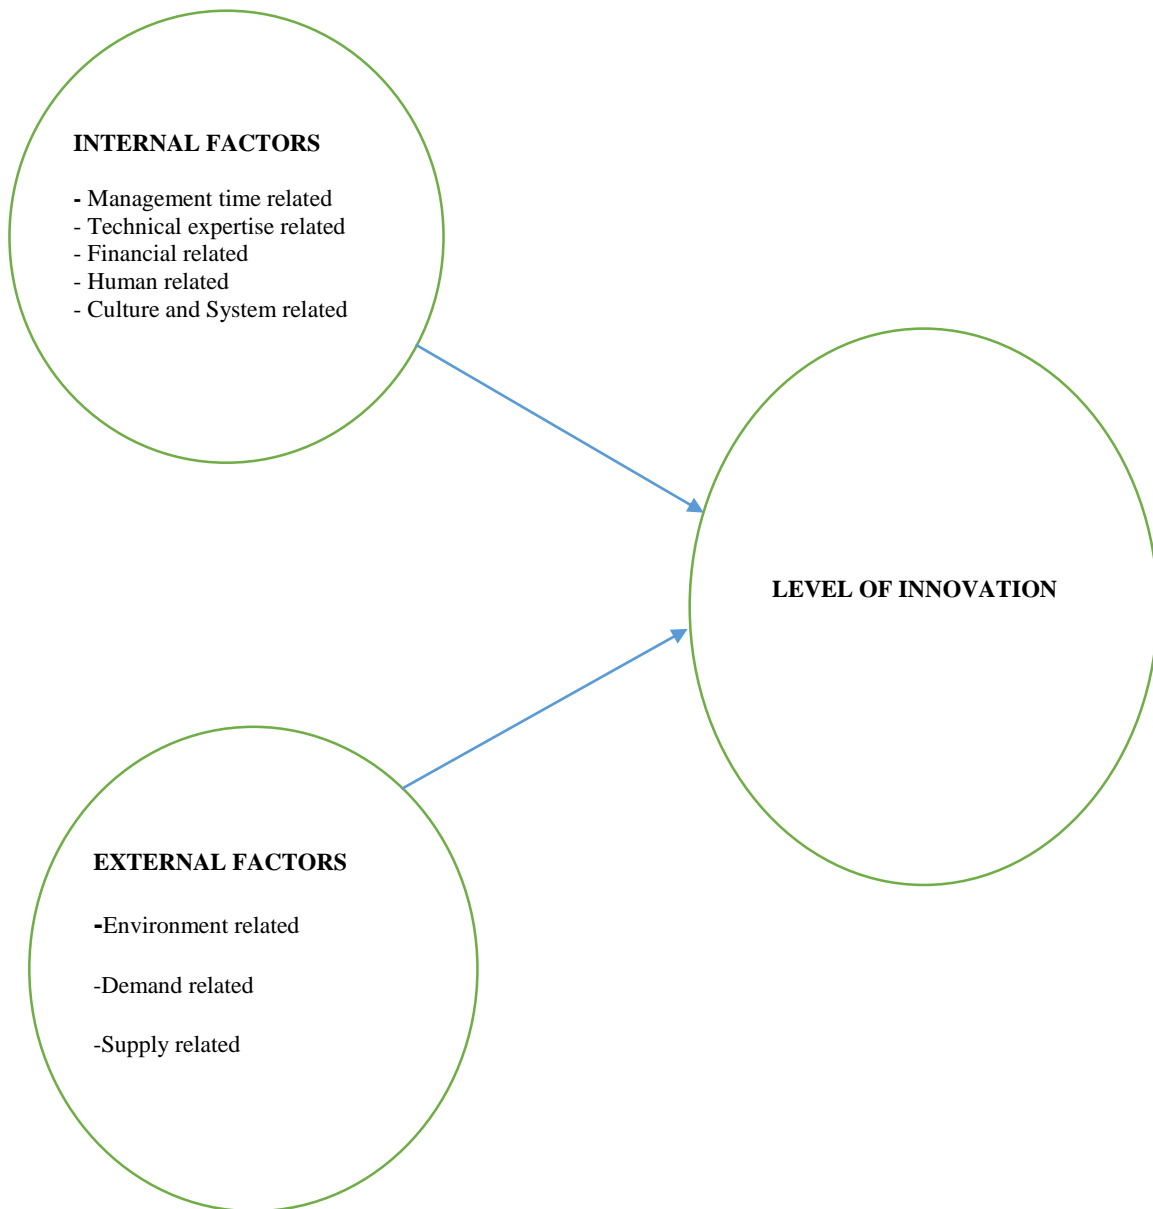 INTERNAL FACTORS
- Management time related
- Technical expertise related
- Financial related
- Human related
- Culture and System related
LEVEL OF INNOVATION
EXTERNAL FACTORS
-Environment related
-Demand related
-Supply related